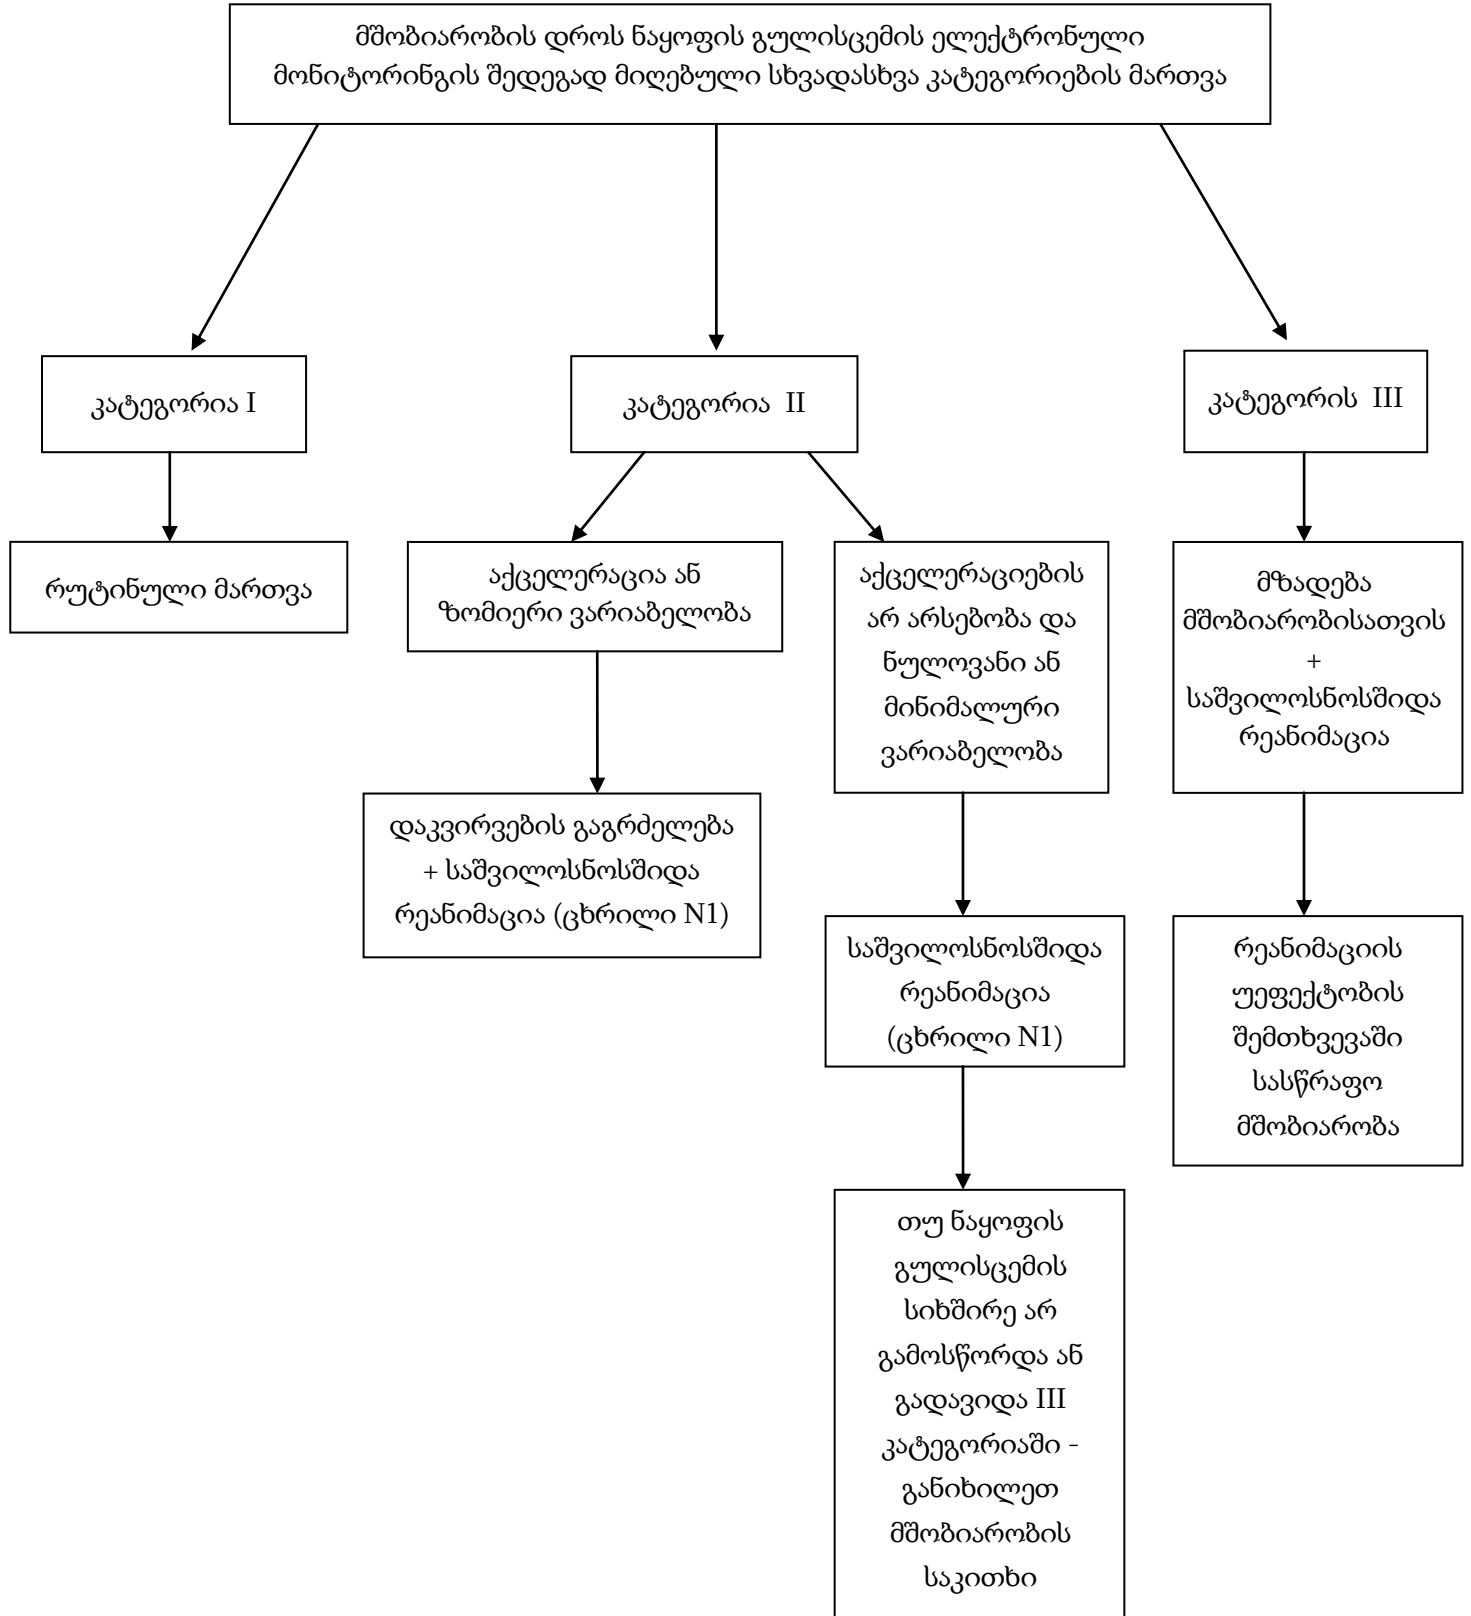 მშობიარობის დროს ნაყოფის გულისცემის ელექტრონული
მონიტორინგის შედეგად მიღებული სხვადასხვა კატეგორიების მართვა
კატეგორია I
კატეგორია II
კატეგორის III
რუტინული მართვა
აქცელერაცია ან
ზომიერი ვარიაბელობა
აქცელერაციების
არ არსებობა და
ნულოვანი ან
მინიმალური
ვარიაბელობა
მზადება
მშობიარობისათვის
+
საშვილოსნოსშიდა
რეანიმაცია
დაკვირვების გაგრძელება
+ საშვილოსნოსშიდა
რეანიმაცია (ცხრილი N1)
საშვილოსნოსშიდა
რეანიმაცია
(ცხრილი N1)
რეანიმაციის
უეფექტობის
შემთხვევაში
სასწრაფო
მშობიარობა
თუ ნაყოფის
გულისცემის
სიხშირე არ
გამოსწორდა ან
გადავიდა III
კატეგორიაში -
განიხილეთ
მშობიარობის
საკითხი